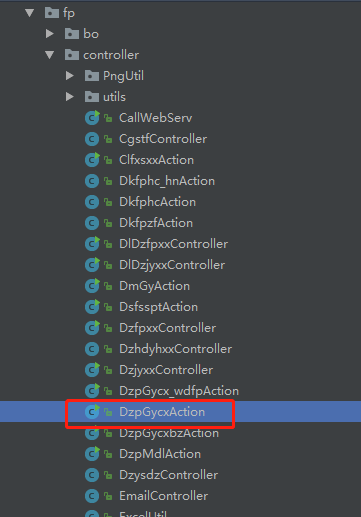 fp
bo
controller
PngUtil
utils
CallWebServ
CgstfController
ClfxsxxAction
Dkfphc_hnAction
DkfphcAction
DkfpzfAction
DlDzfpxxController
DlDzjyxxController
DmGyAction
DsfssptAction
DzfpxxController
DzhdyhxxController
DzjyxxController
DzpGycx_wdfpAction
DzpGycxAction
DzpGycxbzAction
DzpMdlAction
DzysdzController
EmailController
ExcelUtil